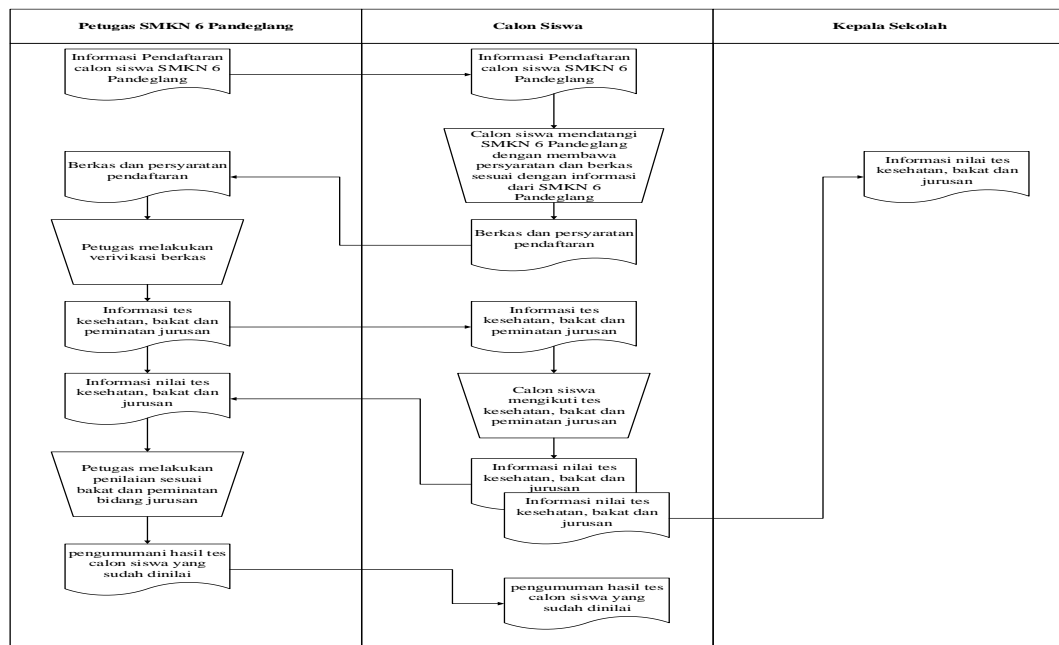 Petugas SMKN 6 Pandeglang
Calon Siswa
Kepala Sekolah
Informasi Pendaftaran
calon siswa SMKN 6
Pandeglang
Informasi Pendaftaran
calon siswa SMKN 6
Pandeglang
Calon siswa mendatangi
SMKN 6 Pandeglang
dengan membawa
persyaratan dan berkas
sesuai dengan informasi
dari SMKN 6
Pandeglang
Berkas dan persyaratan
pendaftaran
Informasi nilai tes
kesehatan, bakat dan
jurusan
Berkas dan persyaratan
pendaftaran
Petugas melakukan
verivikasi berkas
Informasi tes
kesehatan, bakat dan
peminatan jurusan
Informasi tes
kesehatan, bakat dan
peminatan jurusan
Informasi nilai tes
kesehatan, bakat dan
jurusan
Calon siswa
mengikuti tes
kesehatan, bakat dan
peminatan jurusan
Petugas melakukan
penilaian sesuai
bakat dan peminatan
bidang jurusan
Informasi nilai tes
kesehatan, bakat dan
jurusan
Informasi nilai tes
kesehatan, bakat dan
jurusan
pengumumani hasil tes
calon siswa yang
sudah dinilai
pengumuman hasil tes
calon siswa yang
sudah dinilai